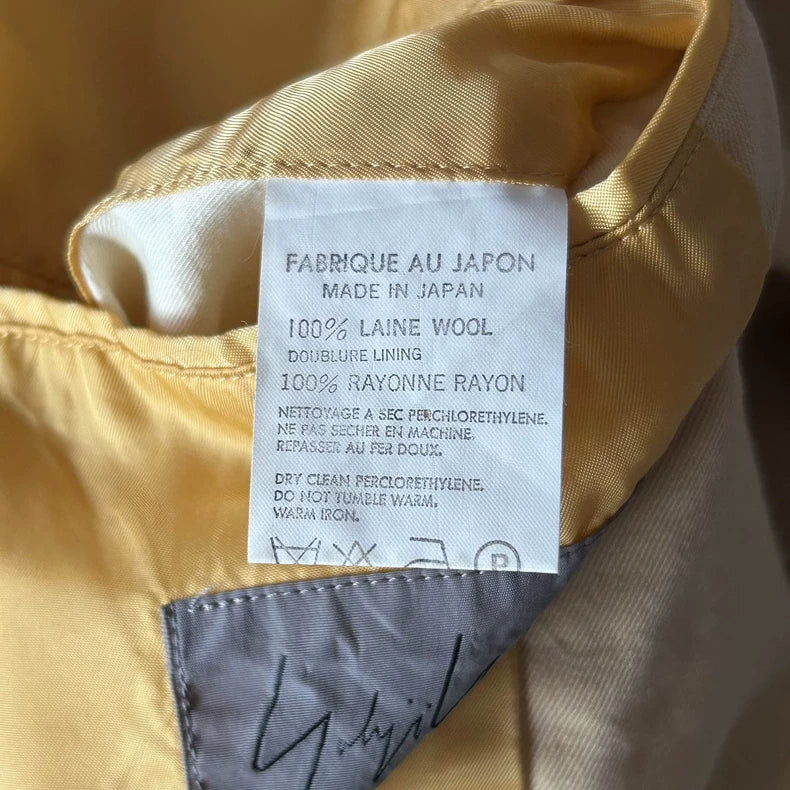 FABRIQUE AU JAPON
MADE IN JAPAN
100% LAINE WOOL
DOUBLURE LINING
100% RAYONNE RAYON
NETTOYAGE A SEC PERCHLORETHYLENE.
NE PAS SECHER EN MACHINE.
REPASSER AU FER DOUX.
DRY CLEAN PERCLORETHYLENE.
DO NOT TUMBLE WARM.
WARM IRON.
P